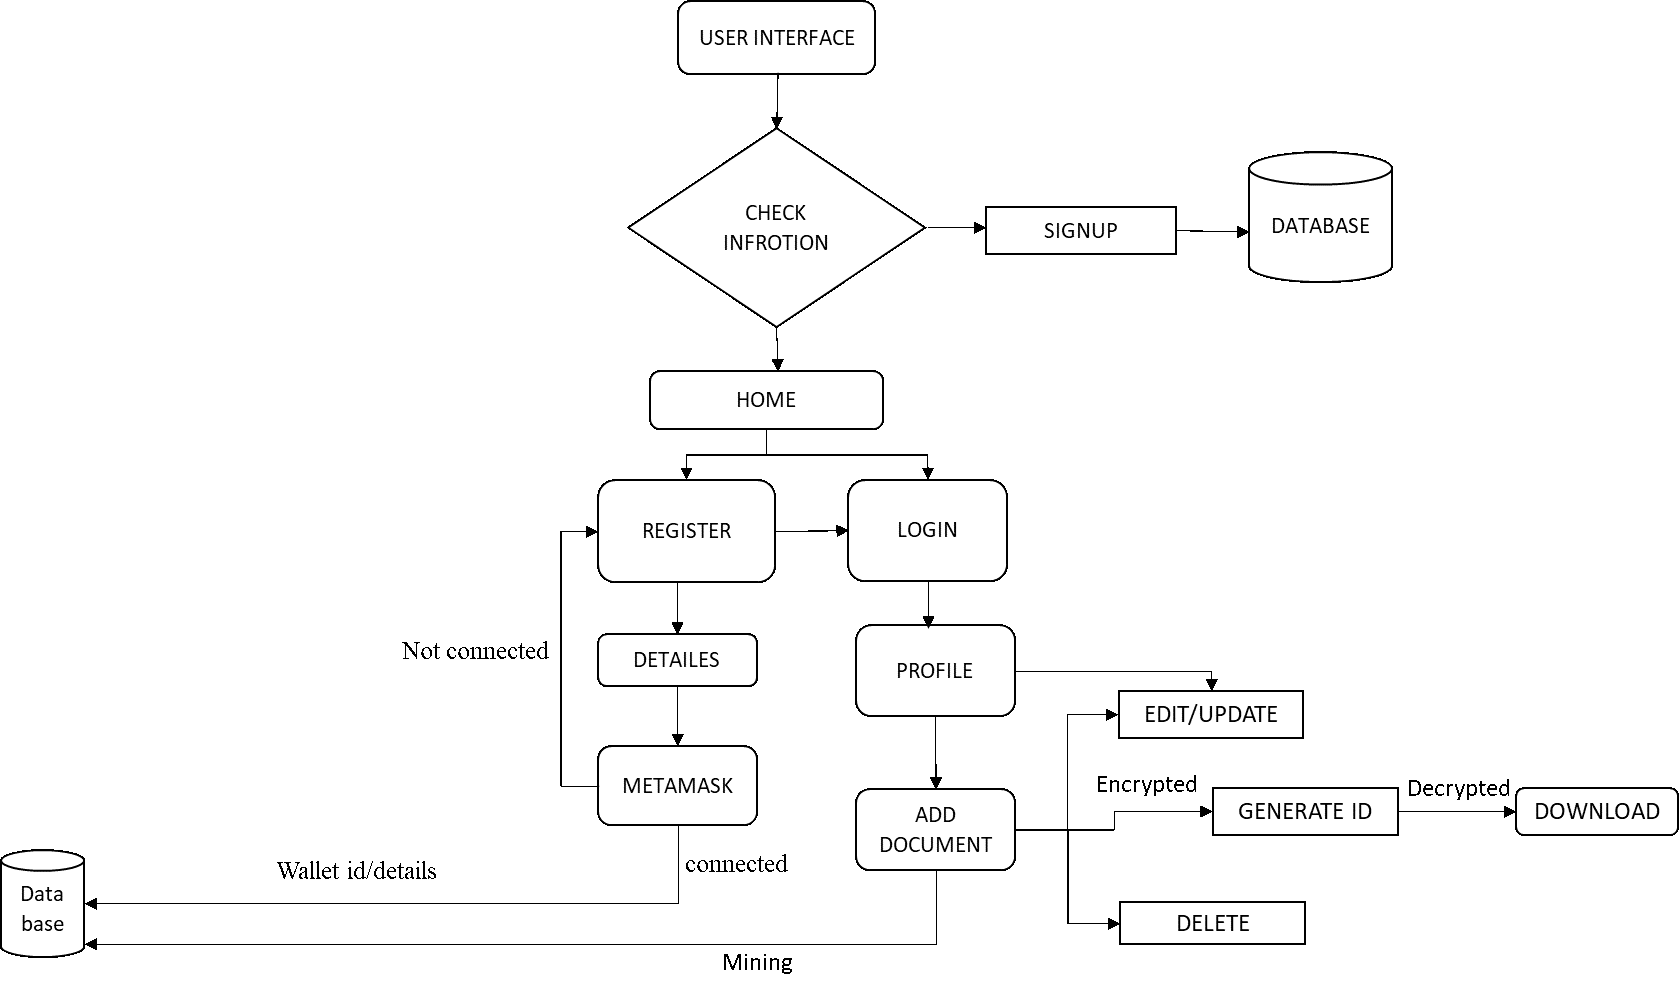 USER INTERFACE
CHECK
INFROTION
SIGNUP
DATABASE
HOME
REGISTER
LOGIN
Not connected
DETAILES
PROFILE
EDIT/UPDATE
METAMASK
Encrypted
Decrypted
ADD
DOCUMENT
GENERATE ID
DOWNLOAD
Wallet id/details
connected
Data
base
DELETE
Mining